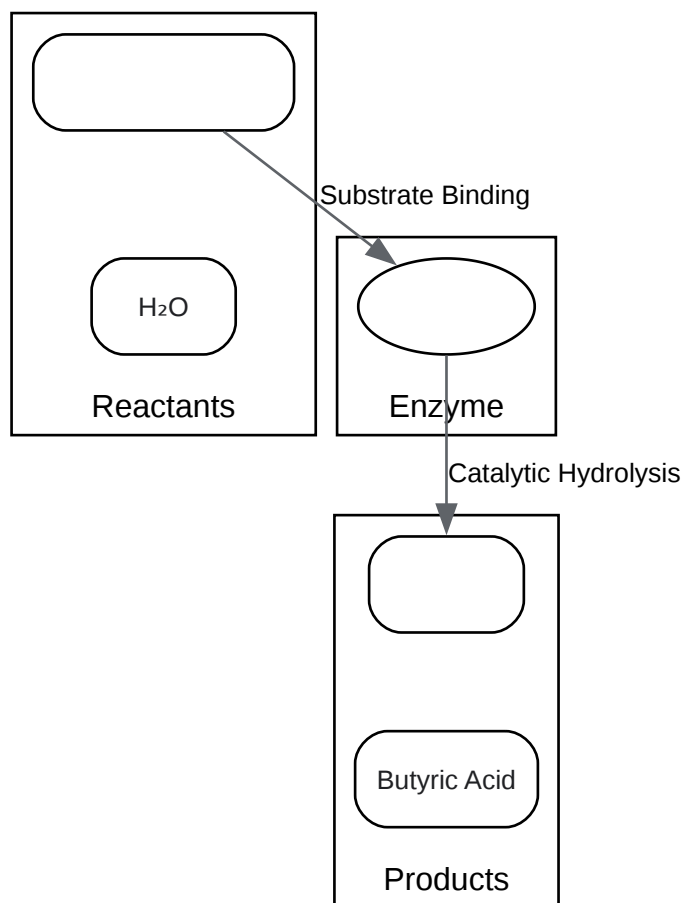 Substrate Binding
H₂O
Reactants
Enzyme
Catalytic Hydrolysis
Butyric Acid
Products